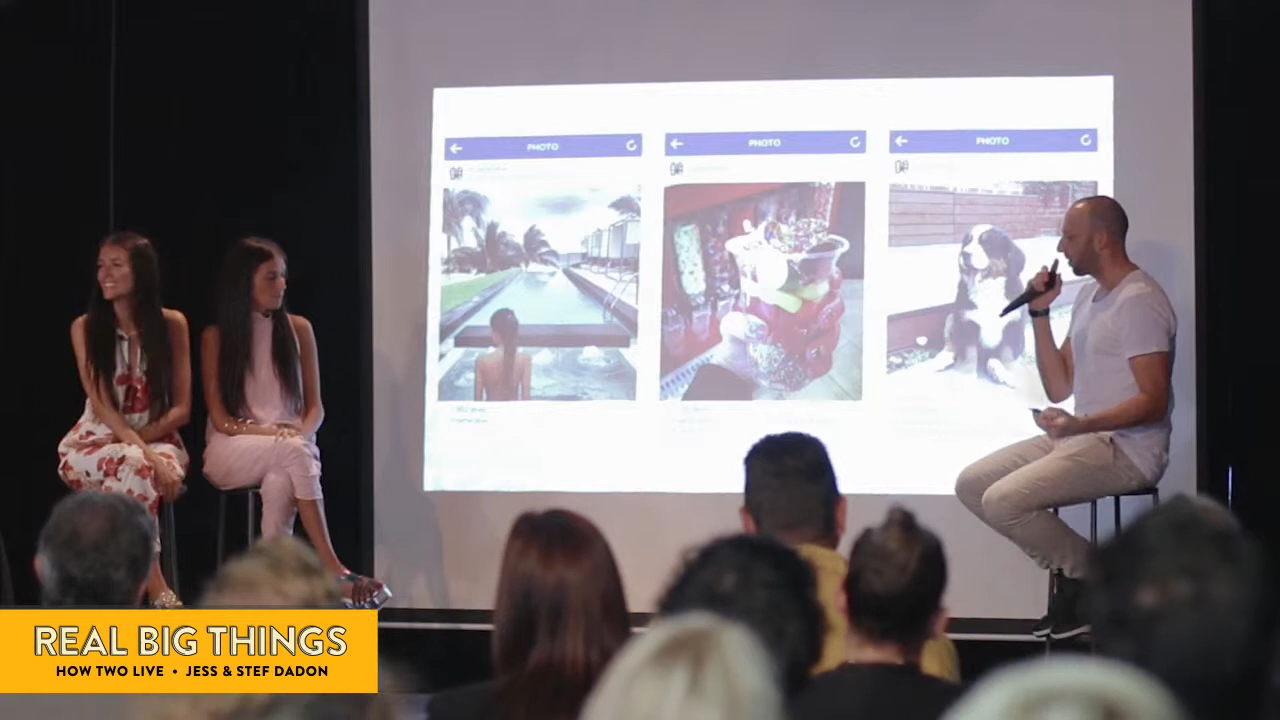 PHOTO
PHOTO
PHOTO
REAL BIG THINGS
HOW TWO LIVE • JESS & STEF DADON